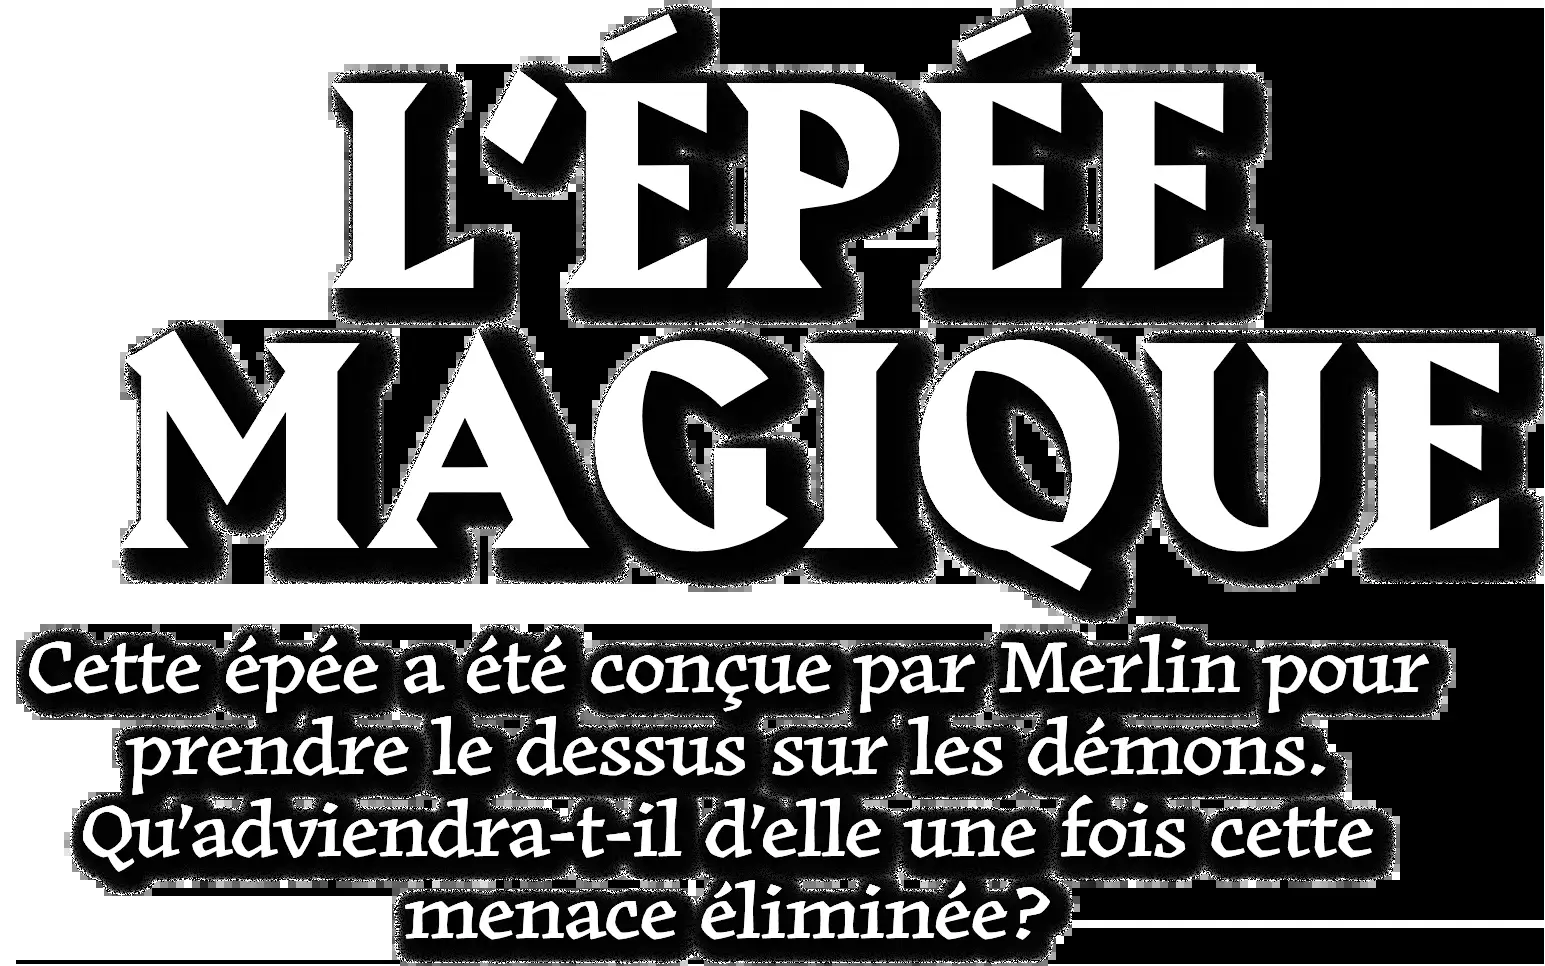 L'ÉPÉE
MAGIQUE
Cette épée a été conçue par Merlin pour
prendre le dessus sur les démons.
Qu'adviendra-t-il d'elle une fois cette
menace éliminée?